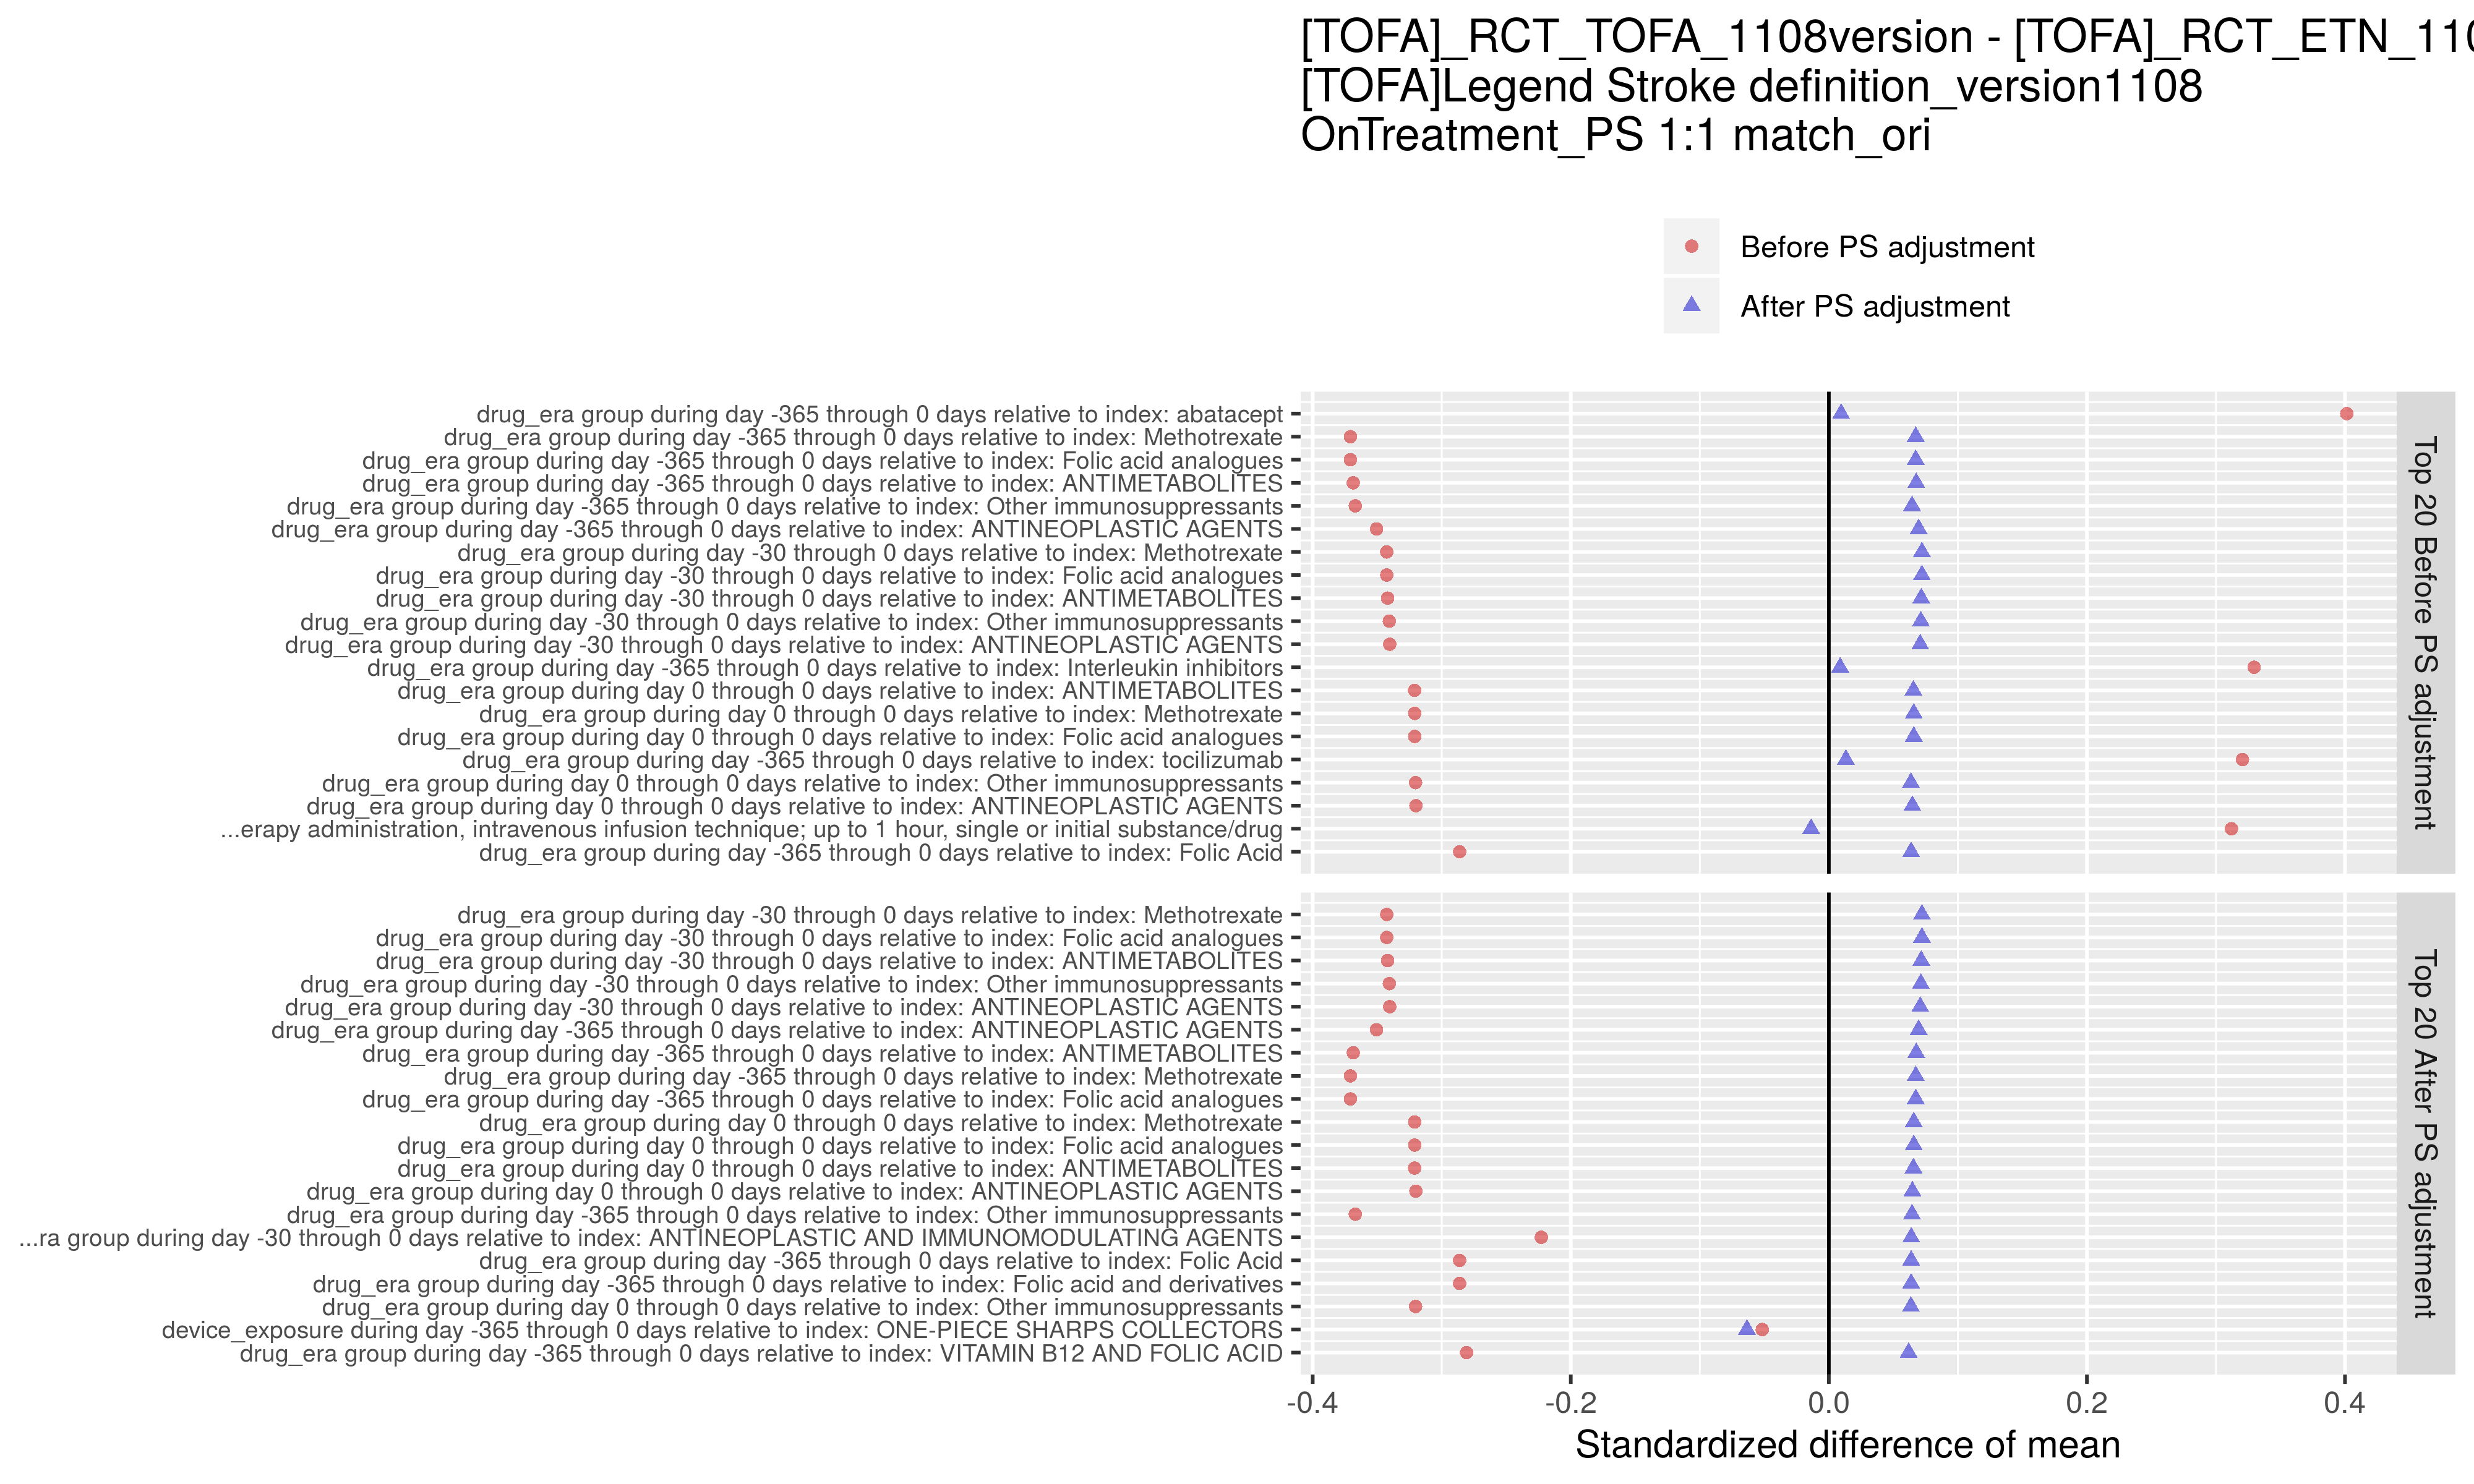 [TOFA]_RCT_TOFA_1108version - [TOFA]_RCT_ETN_110
[TOFA]Legend Stroke definition_version1108
OnTreatment_PS 1:1 match_ori
Before PS adjustment
After PS adjustment
drug_era group during day -365 through 0 days relative to index: abatacept
drug_era group during day -365 through 0 days relative to index: Methotrexate
drug_era group during day -365 through 0 days relative to index: Folic acid analogues
drug_era group during day -365 through 0 days relative to index: ANTIMETABOLITES
drug_era group during day -365 through 0 days relative to index: Other immunosuppressants
drug_era group during day -365 through 0 days relative to index: ANTINEOPLASTIC AGENTS
drug_era group during day -30 through 0 days relative to index: Methotrexate
drug_era group during day -30 through 0 days relative to index: Folic acid analogues
drug_era group during day -30 through 0 days relative to index: ANTIMETABOLITES
drug_era group during day -30 through 0 days relative to index: Other immunosuppressants
drug_era group during day -30 through 0 days relative to index: ANTINEOPLASTIC AGENTS
drug_era group during day -365 through 0 days relative to index: Interleukin inhibitors
drug_era group during day 0 through 0 days relative to index: ANTIMETABOLITES
drug_era group during day 0 through 0 days relative to index: Methotrexate
drug_era group during day 0 through 0 days relative to index: Folic acid analogues
drug_era group during day -365 through 0 days relative to index: tocilizumab
drug_era group during day 0 through 0 days relative to index: Other immunosuppressants
drug_era group during day 0 through 0 days relative to index: ANTINEOPLASTIC AGENTS
...erapy administration, intravenous infusion technique; up to 1 hour, single or initial substance/drug
drug_era group during day -365 through 0 days relative to index: Folic Acid
Top 20 Before PS adjustment
drug_era group during day -30 through 0 days relative to index: Methotrexate
drug_era group during day -30 through 0 days relative to index: Folic acid analogues
drug_era group during day -30 through 0 days relative to index: ANTIMETABOLITES
drug_era group during day -30 through 0 days relative to index: Other immunosuppressants
drug_era group during day -30 through 0 days relative to index: ANTINEOPLASTIC AGENTS
drug_era group during day -365 through 0 days relative to index: ANTINEOPLASTIC AGENTS
drug_era group during day -365 through 0 days relative to index: ANTIMETABOLITES
drug_era group during day -365 through 0 days relative to index: Methotrexate
drug_era group during day -365 through 0 days relative to index: Folic acid analogues
drug_era group during day 0 through 0 days relative to index: Methotrexate
drug_era group during day 0 through 0 days relative to index: Folic acid analogues
drug_era group during day 0 through 0 days relative to index: ANTIMETABOLITES
drug_era group during day 0 through 0 days relative to index: ANTINEOPLASTIC AGENTS
drug_era group during day -365 through 0 days relative to index: Other immunosuppressants
...ra group during day -30 through 0 days relative to index: ANTINEOPLASTIC AND IMMUNOMODULATING AGENTS
drug_era group during day -365 through 0 days relative to index: Folic Acid
drug_era group during day -365 through 0 days relative to index: Folic acid and derivatives
drug_era group during day 0 through 0 days relative to index: Other immunosuppressants
device_exposure during day -365 through 0 days relative to index: ONE-PIECE SHARPS COLLECTORS
drug_era group during day -365 through 0 days relative to index: VITAMIN B12 AND FOLIC ACID
Top 20 After PS adjustment
-0.4 -0.2 0.0 0.2 0.4
Standardized difference of mean